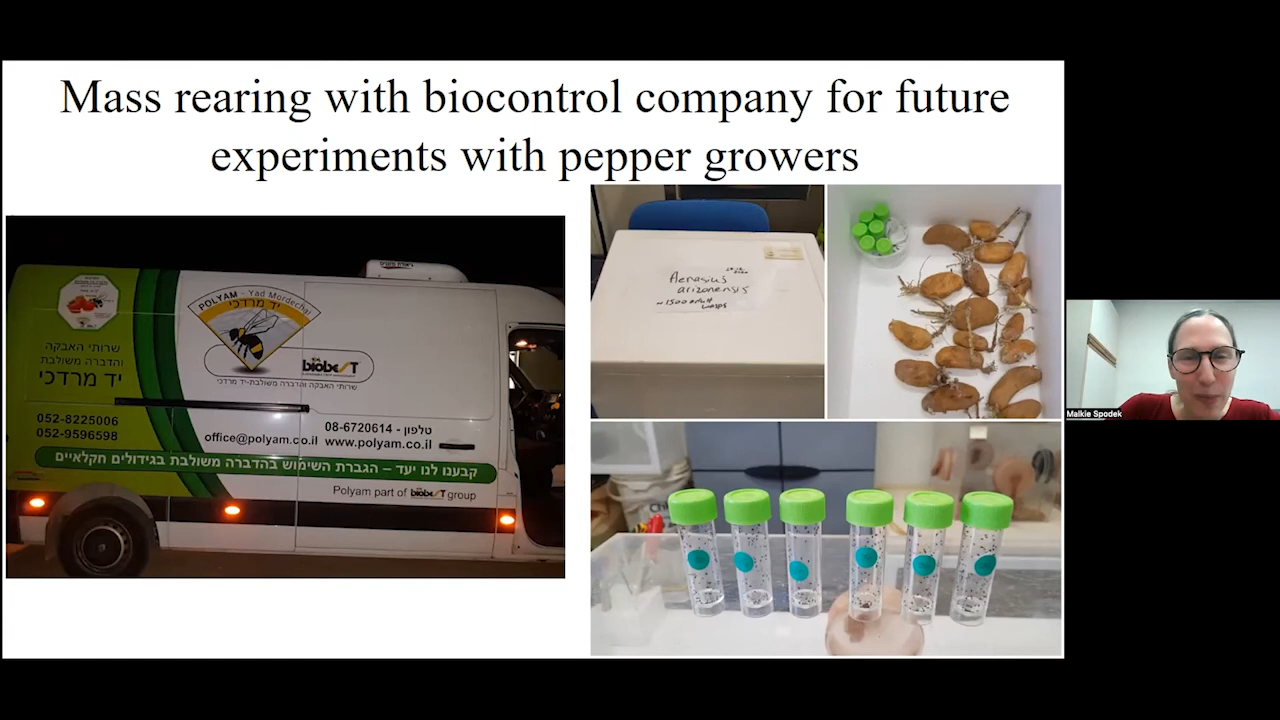 Mass rearing with biocontrol company for future
experiments with pepper growers
POLYAM - Yad Mordechai
יד מרדכי
biobest
שרותי האבקה והדברה משולבת-יד מרדכי
שרותי האבקה
והדברה משולבת
יד מרדכי
052-8225006
052-9596598
טלפון - 08-6720614
office@polyam.co.il www.polyam.co.il
קבענו לנו יעד – הגברת השימוש בהדברה משולבת בגידולים חקלאיים
Polyam part of biobest group
Aenasius
arizonensis
~1500 adult
wasps
Malkie Spodek